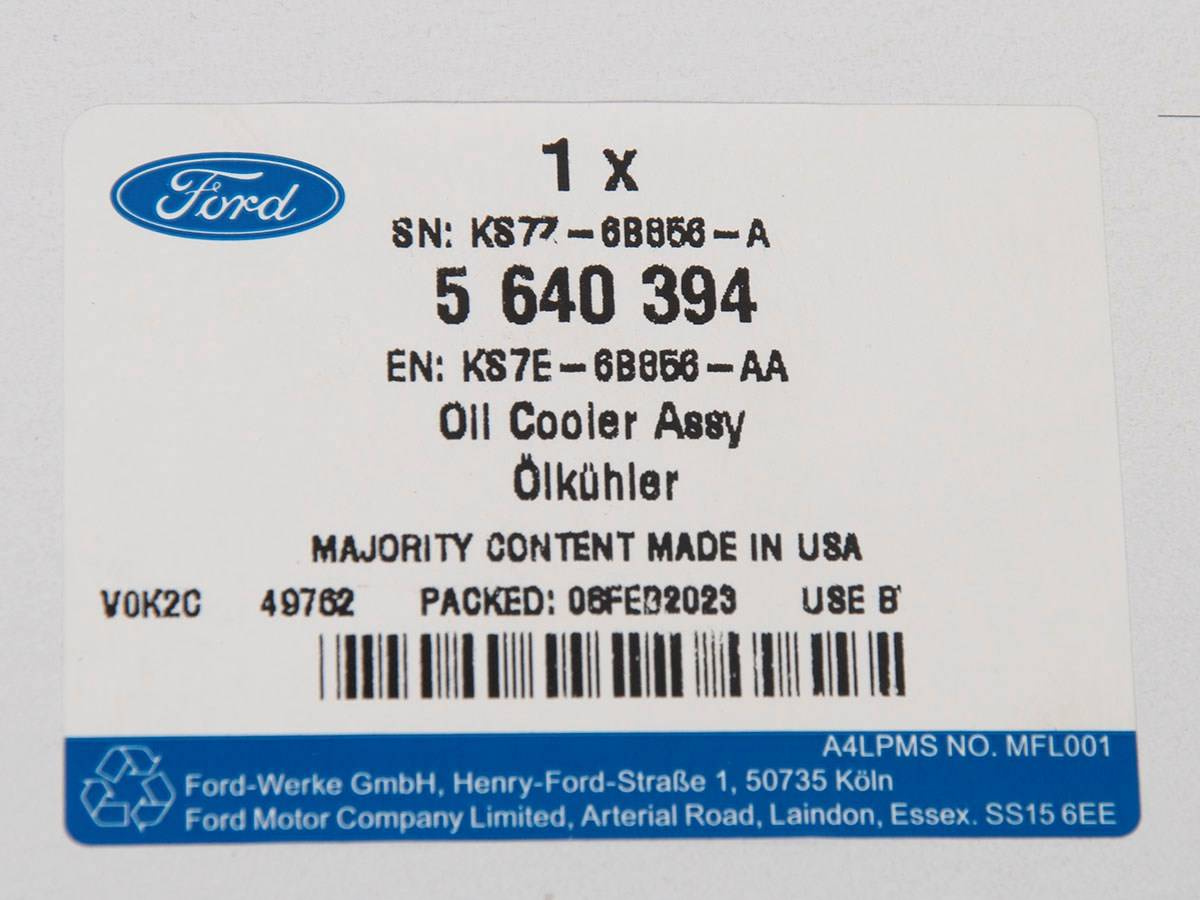 Ford
1 x
SN: KS7Z-6B856-A
5 640 394
EN: KS7E-6B856-AA
Oil Cooler Assy
Ölkühler
MAJORITY CONTENT MADE IN USA
V0K2C 49762 PACKED: 06FEB2023 USE B
A4LPMS NO. MFL001
Ford-Werke GmbH, Henry-Ford-Straße 1, 50735 Köln
Ford Motor Company Limited, Arterial Road, Laindon, Essex. SS15 6EE